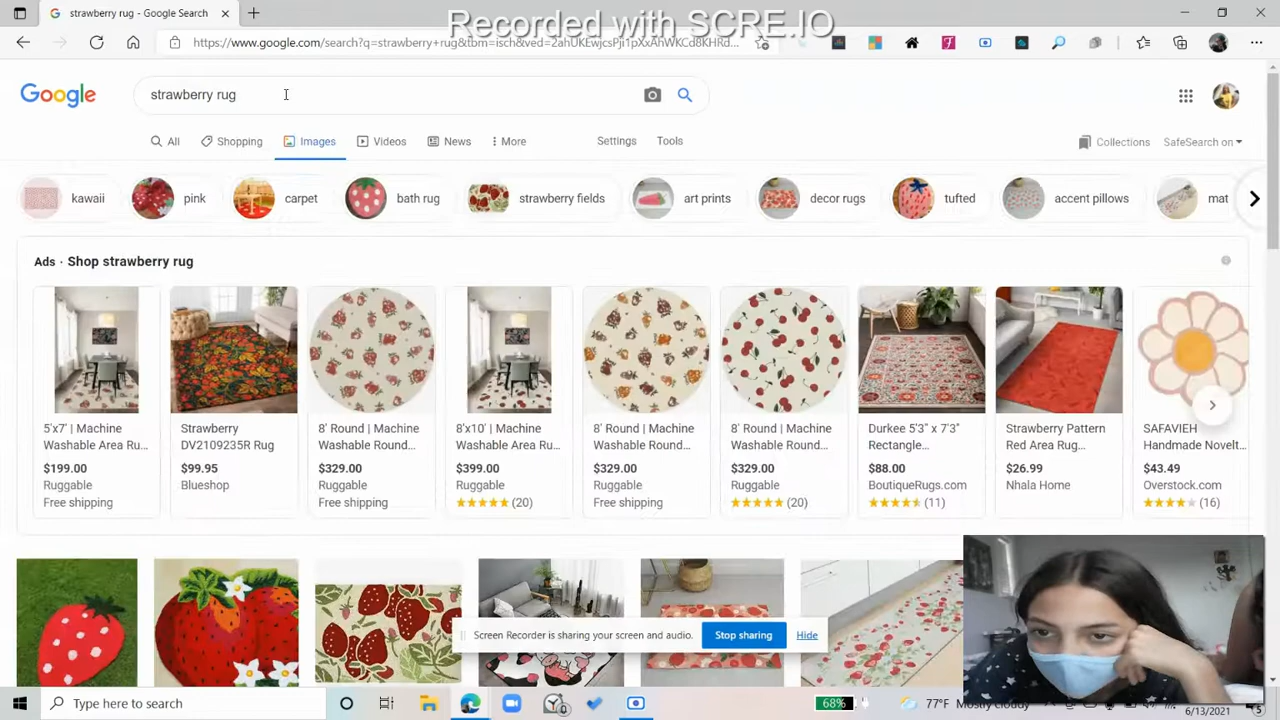 strawberry rug - Google Search
Recorded with SCRE.IO
https://www.google.com/search?q=strawberry+rug&tbm=isch&ved=2ahUKEwjcsPji1pXxAhWKCd8KHRd...
Google
strawberry rug
All
Shopping
Images
Videos
News
More
Settings
Tools
Collections
SafeSearch on
kawaii
pink
carpet
bath rug
strawberry fields
art prints
decor rugs
tufted
accent pillows
mat
Ads · Shop strawberry rug
5'x7' | Machine
Washable Area Ru...
$199.00
Ruggable
Free shipping
Strawberry
DV2109235R Rug
$99.95
Blueshop
8' Round | Machine
Washable Round...
$329.00
Ruggable
Free shipping
8'x10' | Machine
Washable Area Ru...
$399.00
Ruggable
(20)
8' Round | Machine
Washable Round...
$329.00
Ruggable
Free shipping
8' Round | Machine
Washable Round...
$329.00
Ruggable
(20)
Durkee 5'3" x 7'3"
Rectangle...
$88.00
BoutiqueRugs.com
(11)
Strawberry Pattern
Red Area Rug...
$26.99
Nhala Home
SAFAVIEH
Handmade Novelt...
$43.49
Overstock.com
(16)
Screen Recorder is sharing your screen and audio.
Stop sharing
Hide
Type here to search
68%
77°F Mostly cloudy
6/13/2021
5